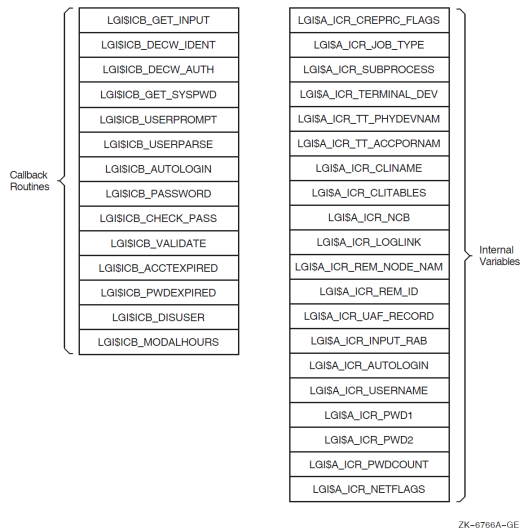 LGI$ICB_GET_INPUT
LGI$ICB_DECW_IDENT
LGI$ICB_DECW_AUTH
LGI$ICB_GET_SYSPWD
LGI$ICB_USERPROMPT
LGI$ICB_USERPARSE
LGI$ICB_AUTOLOGIN
LGI$ICB_PASSWORD
LGI$ICB_CHECK_PASS
LGI$ICB_VALIDATE
LGI$ICB_ACCTEXPIRED
LGI$ICB_PWDEXPIRED
LGI$ICB_DISUSER
LGI$ICB_MODALHOURS
Callback
Routines
LGI$A_ICR_CREPRC_FLAGS
LGI$A_ICR_JOB_TYPE
LGI$A_ICR_SUBPROCESS
LGI$A_ICR_TERMINAL_DEV
LGI$A_ICR_TT_PHYDEVNAM
LGI$A_ICR_TT_ACCPORNAM
LGI$A_ICR_CLINAME
LGI$A_ICR_CLITABLES
LGI$A_ICR_NCB
LGI$A_ICR_LOGLINK
LGI$A_ICR_REM_NODE_NAM
LGI$A_ICR_REM_ID
LGI$A_ICR_UAF_RECORD
LGI$A_ICR_INPUT_RAB
LGI$A_ICR_AUTOLOGIN
LGI$A_ICR_USERNAME
LGI$A_ICR_PWD1
LGI$A_ICR_PWD2
LGI$A_ICR_PWDCOUNT
LGI$A_ICR_NETFLAGS
Internal
Variables
ZK-6766A-GE